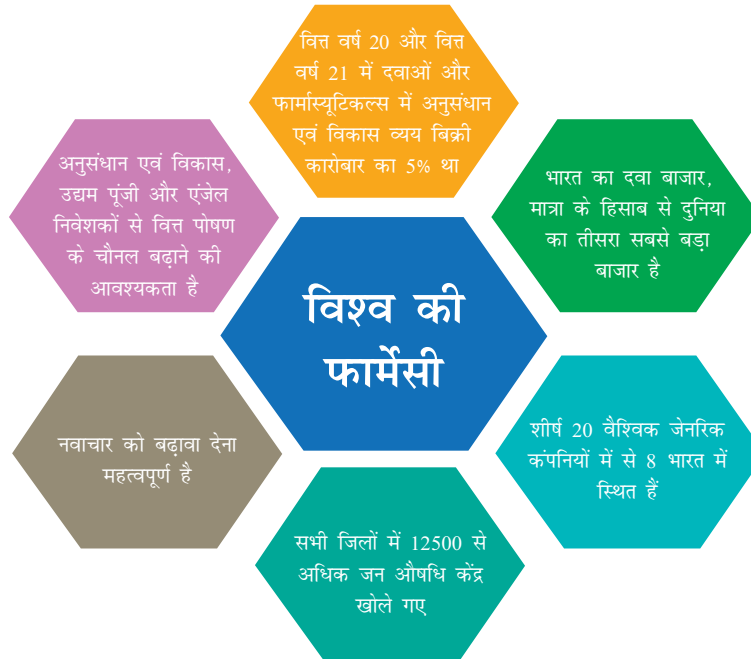 विश्व की
फार्मेसी
वित्त वर्ष 20 और वित्त
वर्ष 21 में दवाओं और
फार्मास्यूटिकल्स में अनुसंधान
एवं विकास व्यय बिक्री
कारोबार का 5% था
भारत का दवा बाजार,
मात्रा के हिसाब से दुनिया
का तीसरा सबसे बड़ा
बाजार है
शीर्ष 20 वैश्विक जेनरिक
कंपनियों में से 8 भारत में
स्थित हैं
सभी जिलों में 12500 से
अधिक जन औषधि केंद्र
खोले गए
नवाचार को बढ़ावा देना
महत्वपूर्ण है
अनुसंधान एवं विकास,
उद्यम पूंजी और एंजेल
निवेशकों से वित्त पोषण
के चौनल बढ़ाने की
आवश्यकता है